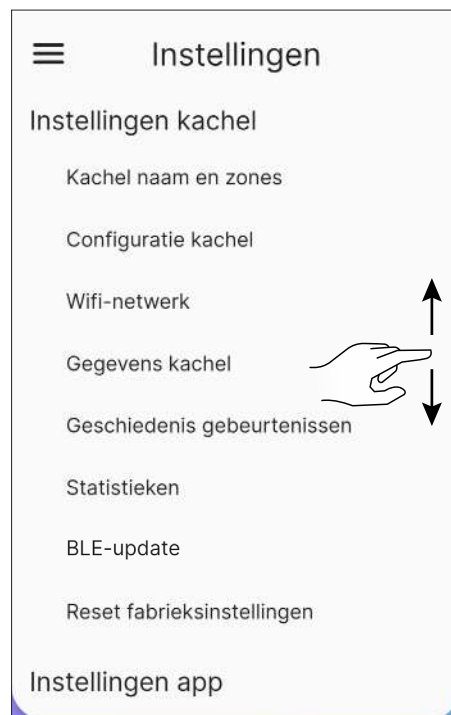 Instellingen
Instellingen kachel
Kachel naam en zones
Configuratie kachel
Wifi-netwerk
Gegevens kachel
Geschiedenis gebeurtenissen
Statistieken
BLE-update
Reset fabrieksinstellingen
Instellingen app